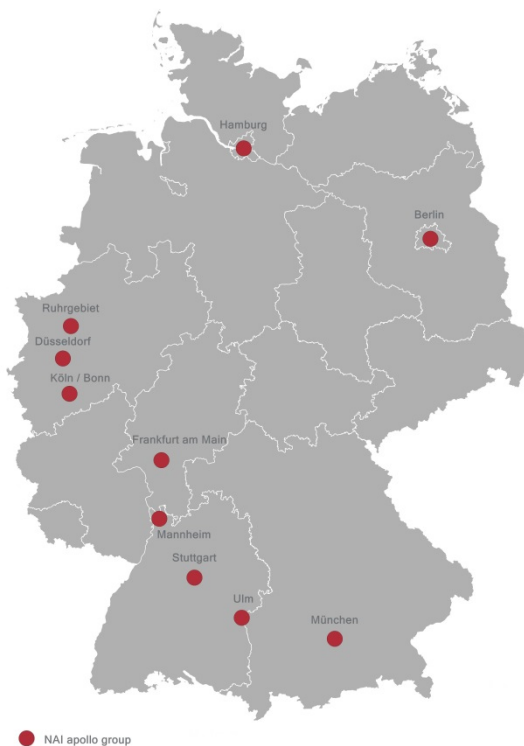 Hamburg
Berlin
Ruhrgebiet
Düsseldorf
Köln / Bonn
Frankfurt am Main
Mannheim
Stuttgart
Ulm
München
NAI apollo group